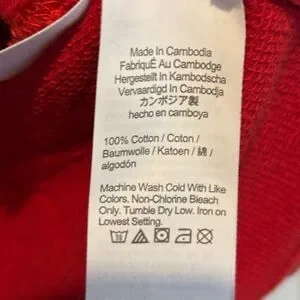 Made In Cambodia
FabriquÉ Au Cambodge
Hergestellt In Kambodscha
Vervaardigd In Cambodja
カンボジア製
hecho en camboya
100% Cotton / Coton /
Baumwolle / Katoen / 綿 /
algodón
Machine Wash Cold With Like
Colors. Non-Chlorine Bleach
Only. Tumble Dry Low. Iron on
Lowest Setting.